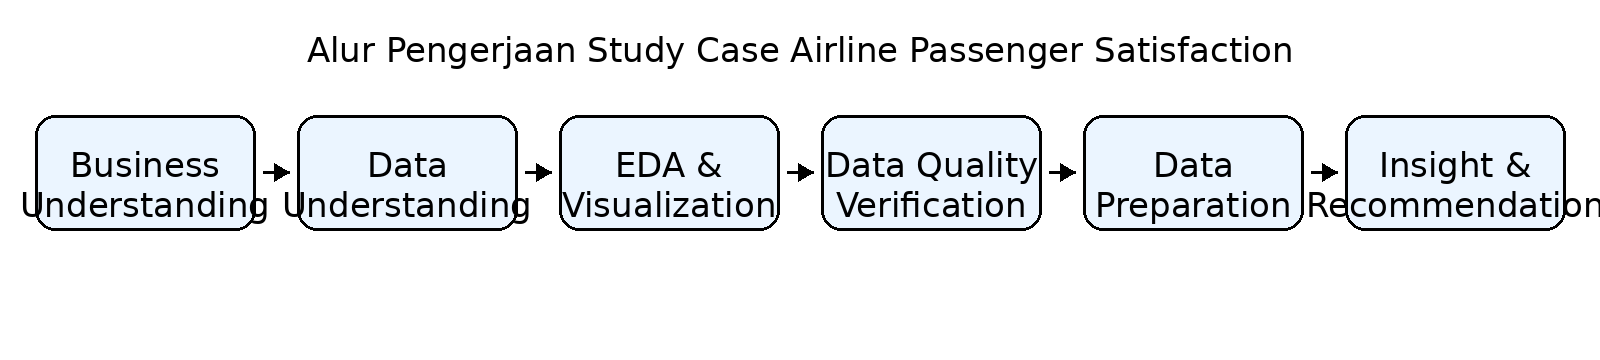 Alur Pengerjaan Study Case Airline Passenger Satisfaction
Business
Understanding
Data
Understanding
EDA &
Visualization
Data Quality
Verification
Data
Preparation
Insight &
Recommendation